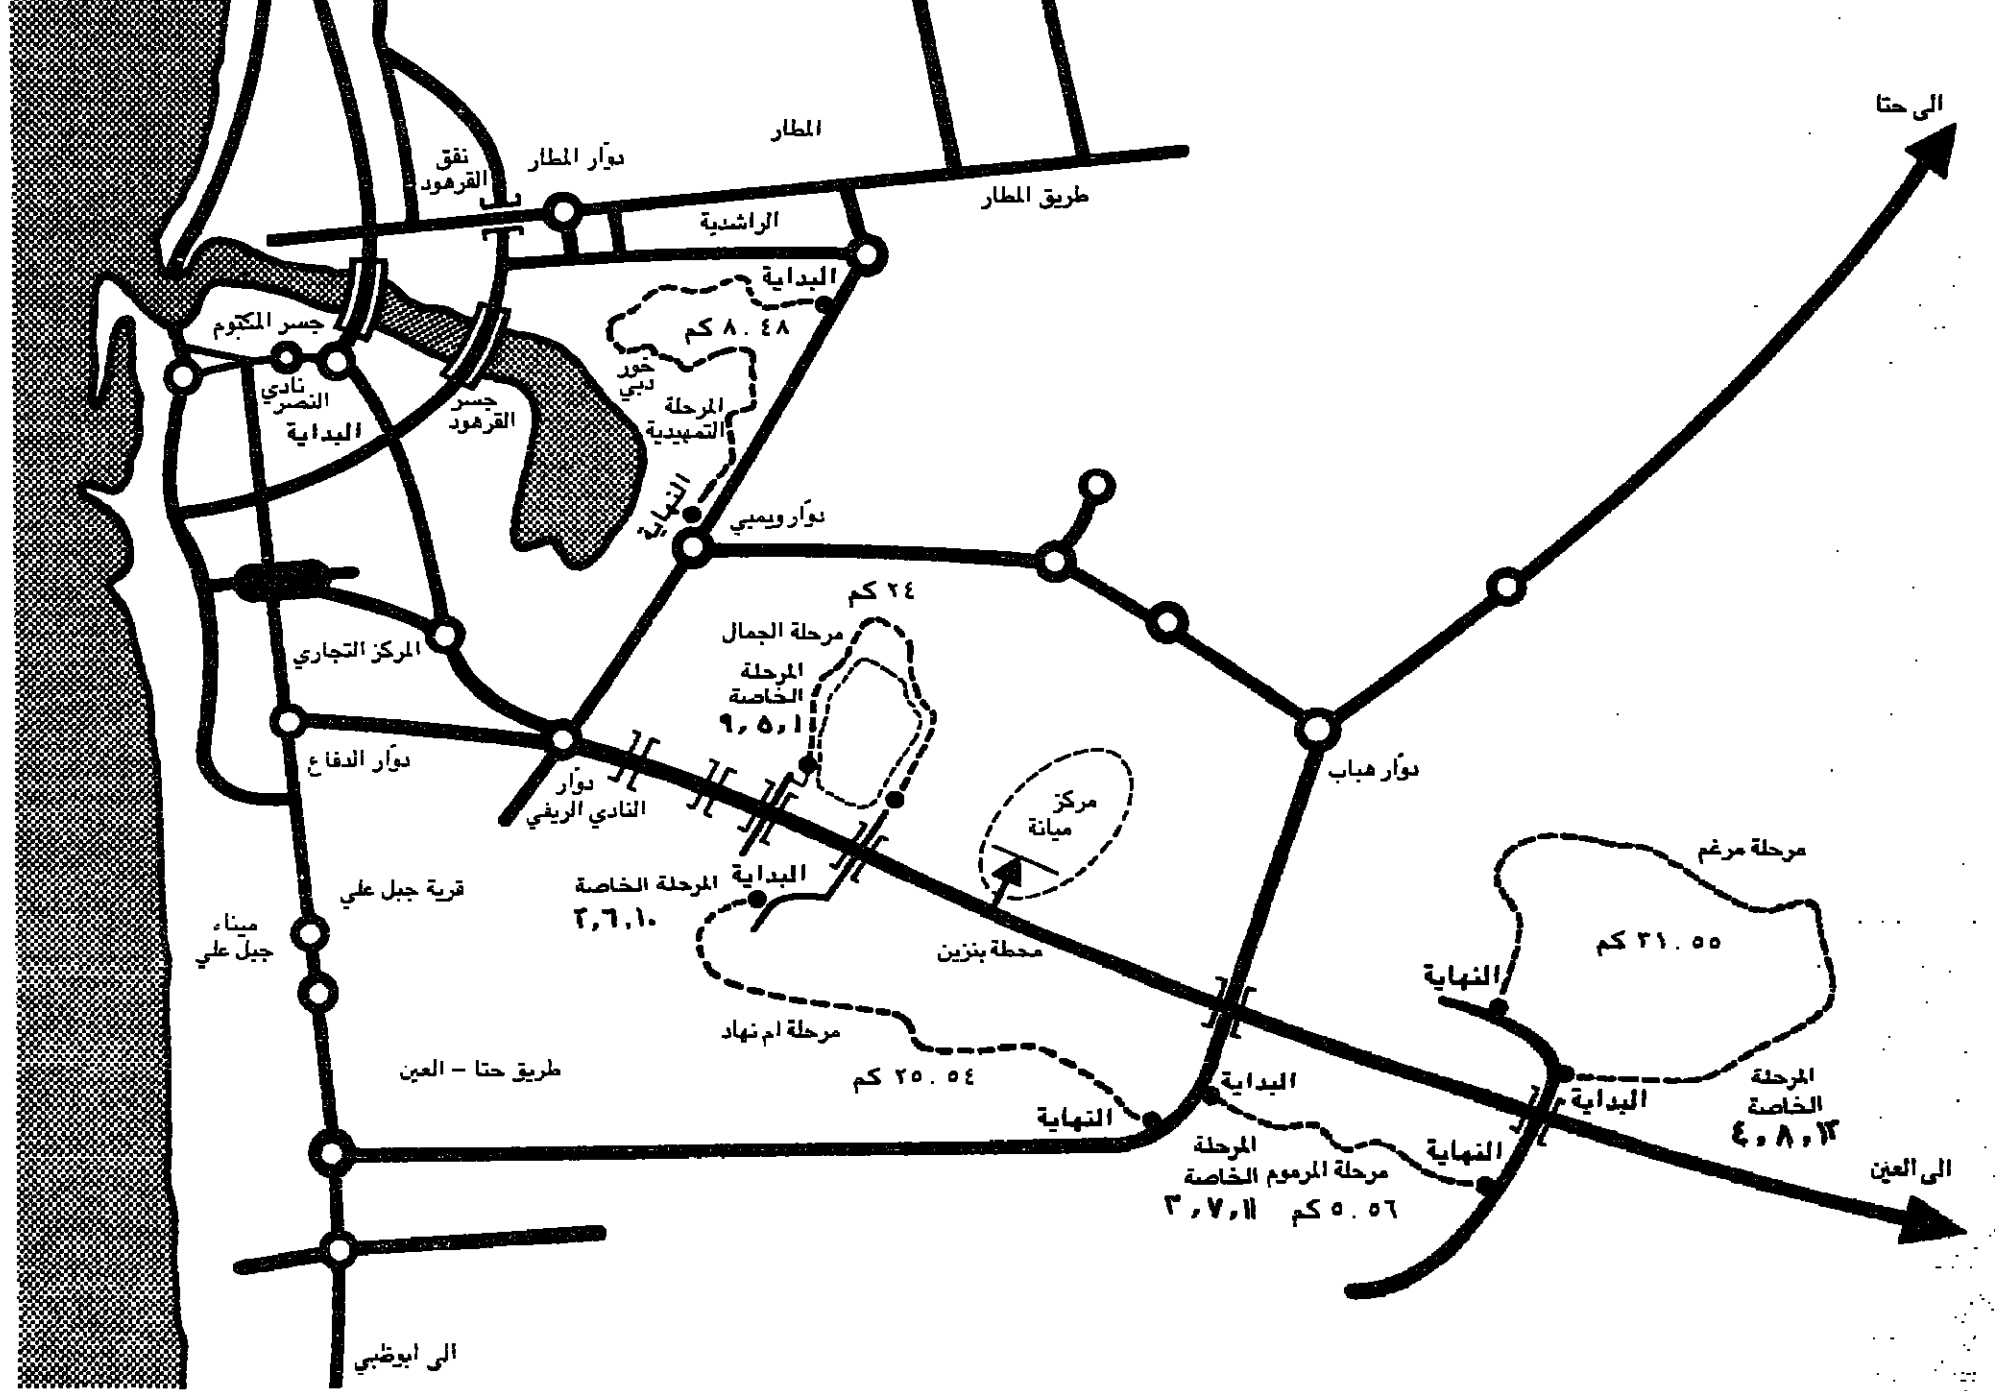 الى حتا
المطار
دوّار المطار
نفق
القرهود
طريق المطار
الراشدية
البداية
٨.٤٨ كم
جسر المكتوم
خور
دبي
نادي
النصر
البداية
جسر
القرهود
المرحلة
التمهيدية
النهاية
دوّار ويمبي
٢٤ كم
مرحلة الجمال
المرحلة
الخاصة
٩,٥,١
المركز التجاري
دوّار الدفاع
دوّار
النادي الريفي
دوّار هباب
مركز
ميانة
مرحلة مرغم
قرية جبل علي
ميناء
جبل علي
البداية
المرحلة الخاصة
٢,٦,١٠
محطة بنزين
٣١.٥٥ كم
النهاية
مرحلة ام نهاد
طريق حتا - العين
٢٥.٥٤ كم
النهاية
البداية
البداية
المرحلة
الخاصة
٤,٨,١٢
النهاية
المرحلة
الخاصة
٣,٧,١١
مرحلة المرموم
٥.٥٦ كم
الى العين
الى ابوظبي